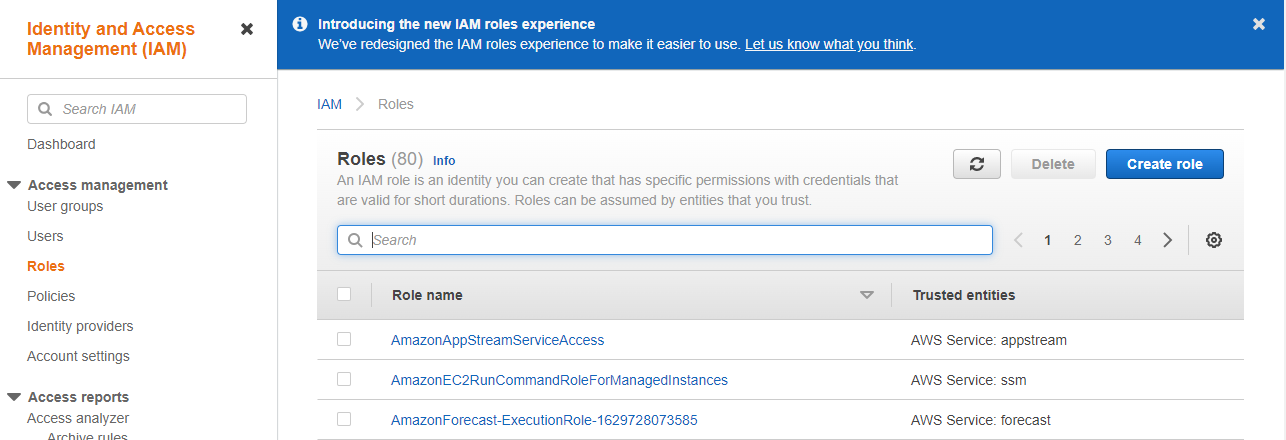 Identity and Access
Management (IAM)
Search IAM
Dashboard
Access management
User groups
Users
Roles
Policies
Identity providers
Account settings
Access reports
Access analyzer
Archive rules
Introducing the new IAM roles experience
We've redesigned the IAM roles experience to make it easier to use. Let us know what you think.
IAM > Roles
Roles (80) Info
An IAM role is an identity you can create that has specific permissions with credentials that
are valid for short durations. Roles can be assumed by entities that you trust.
Delete
Create role
Search
1 2 3 4
Role name Trusted entities
AmazonAppStreamServiceAccess AWS Service: appstream
AmazonEC2RunCommandRoleForManagedInstances AWS Service: ssm
AmazonForecast-ExecutionRole-1629728073585 AWS Service: forecast